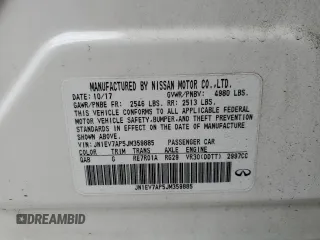 MANUFACTURED BY NISSAN MOTOR CO.,LTD.
DATE: 10/17 GVWR/PNBV: 4980 LBS.
GAWR/PNBE FR: 2546 LBS. RR: 2513 LBS.
THIS VEHICLE CONFORMS TO ALL APPLICABLE FEDERAL
MOTOR VEHICLE SAFETY,BUMPER, AND THEFT PREVENTION
STANDARDS IN EFFECT ON THE DATE OF MANUFACTURE
SHOWN ABOVE.
VIN:JN1EV7AP5JM359885 PASSENGER CAR
COLOR TRIM TRANS AXLE ENGINE
QAB G RE7R01A R620 VR30(DDTT) 2997CC
JN1EV7AP5JM359885